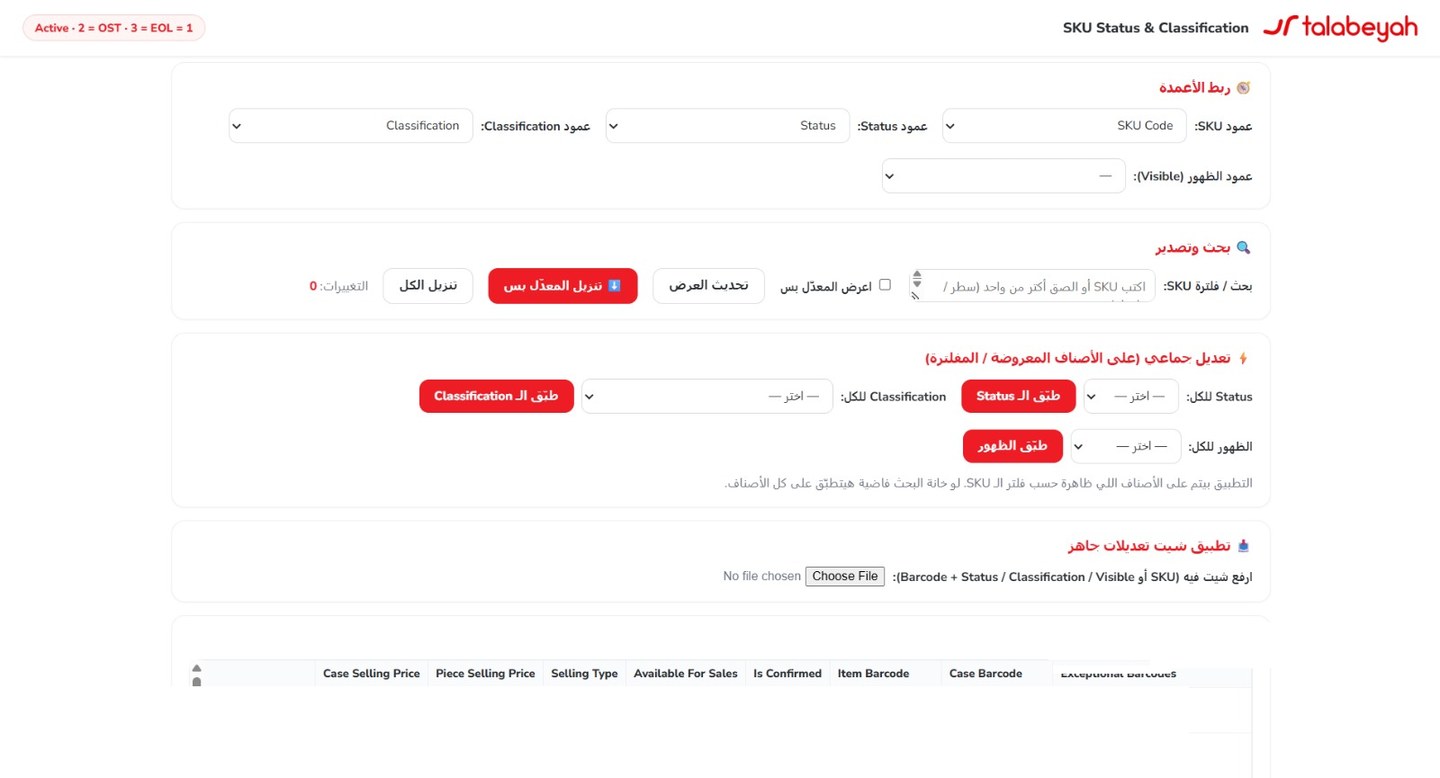 talabeyah
SKU Status & Classification
Active · 2 = OST · 3 = EOL = 1
ربط الأعمدة
عمود SKU: SKU Code عمود Status: Status عمود Classification: Classification
عمود الظهور (Visible): —
بحث وتصدير
بحث / فلترة SKU: اكتب SKU أو الصق أكتر من واحد (سطر / اعرض المعدّل بس تحديث العرض تنزيل المعدّل بس تنزيل الكل التغييرات: 0
تعديل جماعي (على الأصناف المعروضة / المفلترة)
Status للكل: — اختر — طبّق الـ Status Classification للكل: — اختر — طبّق الـ Classification
الظهور للكل: — اختر — طبّق الظهور
التطبيق بيتم على الأصناف اللي ظاهرة حسب فلتر الـ SKU. لو خانة البحث فاضية هيتطبّق على كل الأصناف.
تطبيق شيت تعديلات جاهز
ارفع شيت فيه (SKU أو Barcode + Status / Classification / Visible): Choose File No file chosen
Case Selling Price Piece Selling Price Selling Type Available For Sales Is Confirmed Item Barcode Case Barcode Exceptional Barcodes